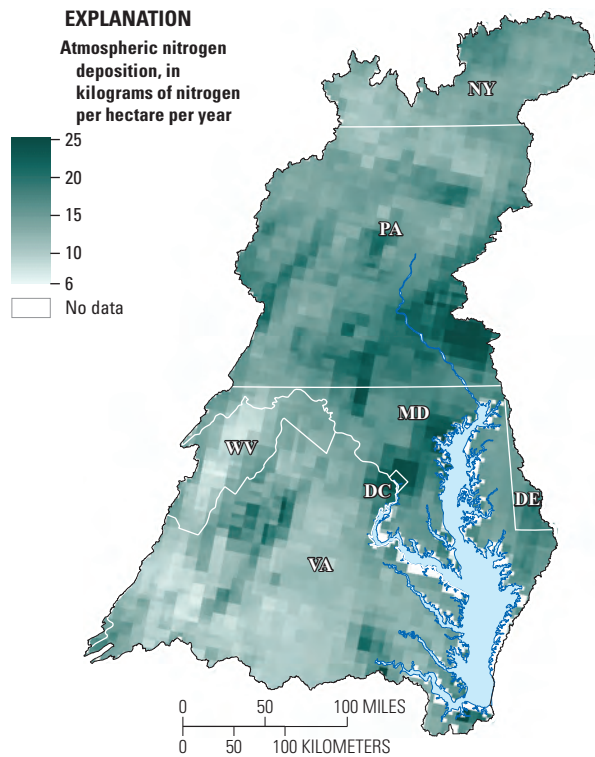 EXPLANATION
Atmospheric nitrogen
deposition, in
kilograms of nitrogen
per hectare per year
25
20
15
10
6
No data
NY
PA
MD
WV
DC
DE
VA
0 50 100 MILES
0 50 100 KILOMETERS